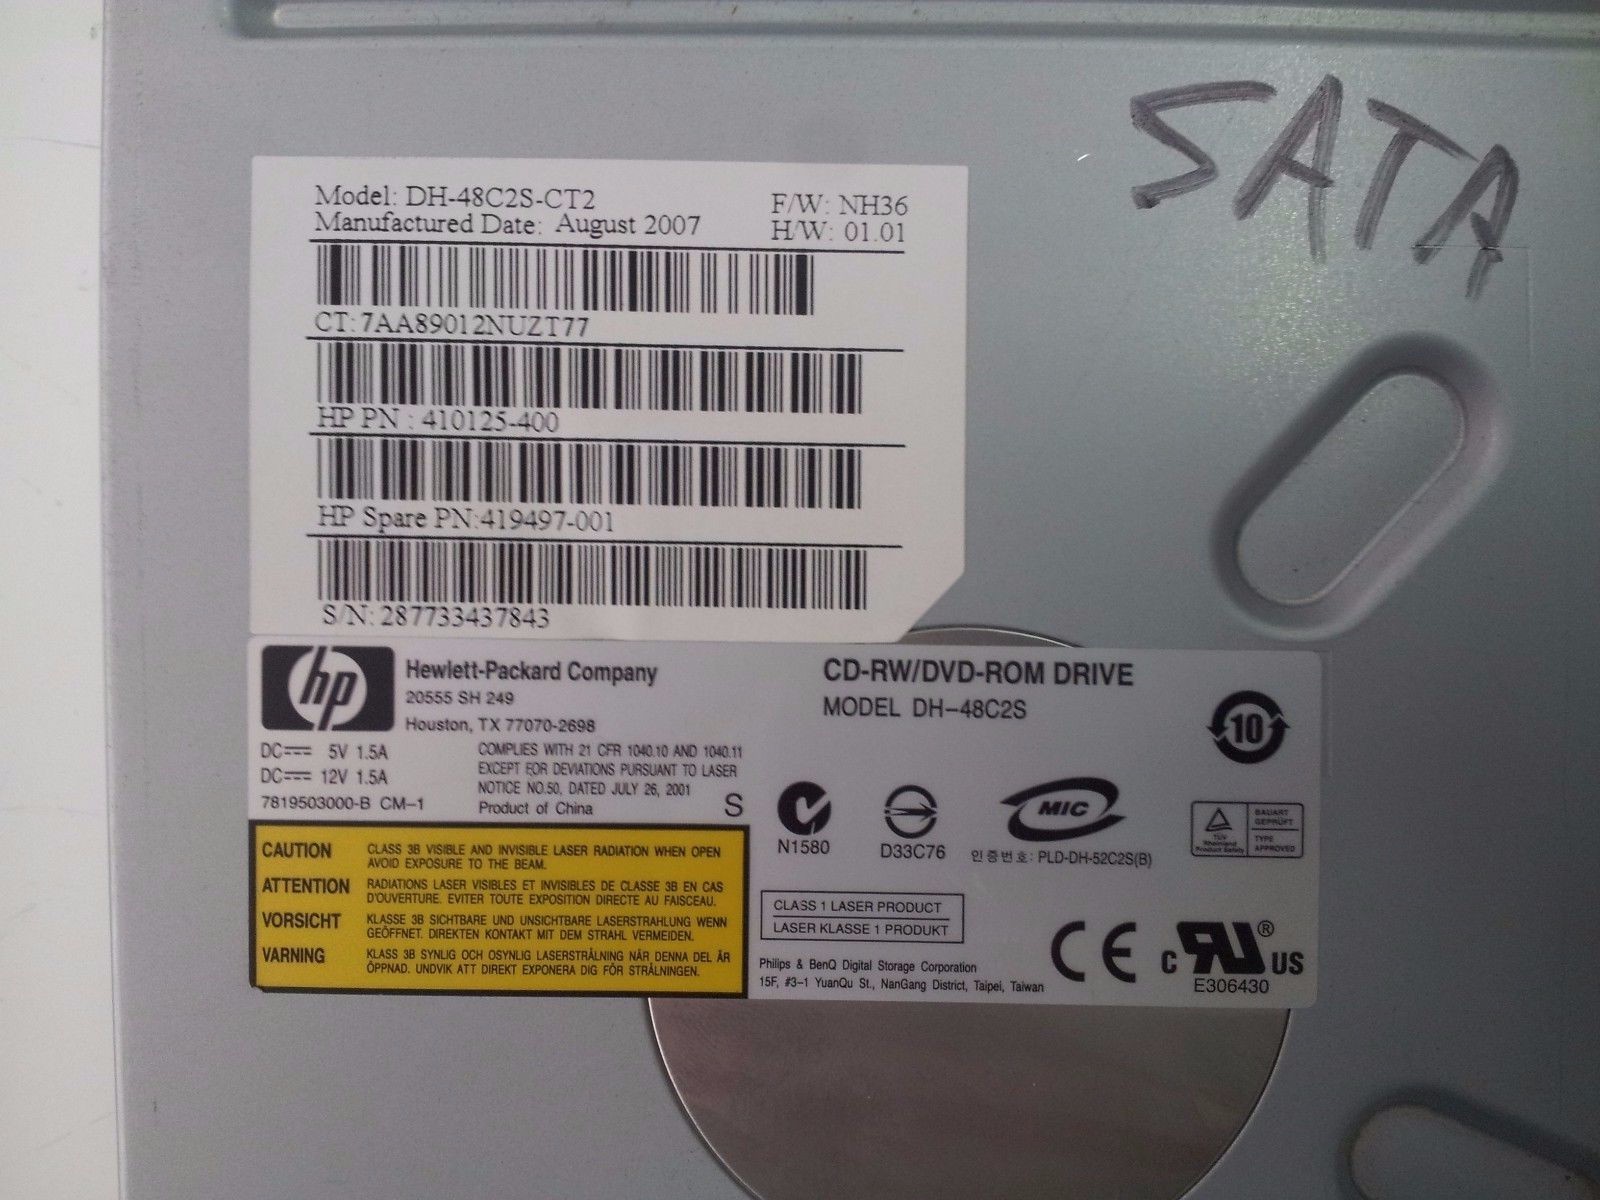 SATA
Model: DH-48C2S-CT2
F/W: NH36
Manufactured Date: August 2007
H/W: 01.01
CT: 7AA89012NUZT77
HP PN : 410125-400
HP Spare PN:419497-001
S/N: 287733437843
hp
Hewlett-Packard Company
20555 SH 249
Houston, TX 77070-2698
DC 5V 1.5A
DC 12V 1.5A
7819503000-B CM-1
COMPLIES WITH 21 CFR 1040.10 AND 1040.11
EXCEPT FOR DEVIATIONS PURSUANT TO LASER
NOTICE NO.50, DATED JULY 26, 2001
Product of China
S
CAUTION CLASS 3B VISIBLE AND INVISIBLE LASER RADIATION WHEN OPEN
AVOID EXPOSURE TO THE BEAM.
ATTENTION RADIATIONS LASER VISIBLES ET INVISIBLES DE CLASSE 3B EN CAS
D'OUVERTURE. EVITER TOUTE EXPOSITION DIRECTE AU FAISCEAU.
VORSICHT KLASSE 3B SICHTBARE UND UNSICHTBARE LASERSTRAHLUNG WENN
GEÖFFNET. DIREKTEN KONTAKT MIT DEM STRAHL VERMEIDEN.
VARNING KLASS 3B SYNLIG OCH OSYNLIG LASERSTRÅLNING NÄR DENNA DEL ÄR
ÖPPNAD. UNDVIK ATT DIREKT EXPONERA DIG FÖR STRÅLNINGEN.
CD-RW/DVD-ROM DRIVE
MODEL DH-48C2S
10
N1580
D33C76
MIC
인증번호: PLD-DH-52C2S(B)
TÜV
Rheinland
Product Safety
BAUART
GEPRÜFT
TYPE
APPROVED
CLASS 1 LASER PRODUCT
LASER KLASSE 1 PRODUKT
Philips & BenQ Digital Storage Corporation
15F, #3-1 YuanQu St., NanGang District, Taipei, Taiwan
CE
c RU ® US
E306430